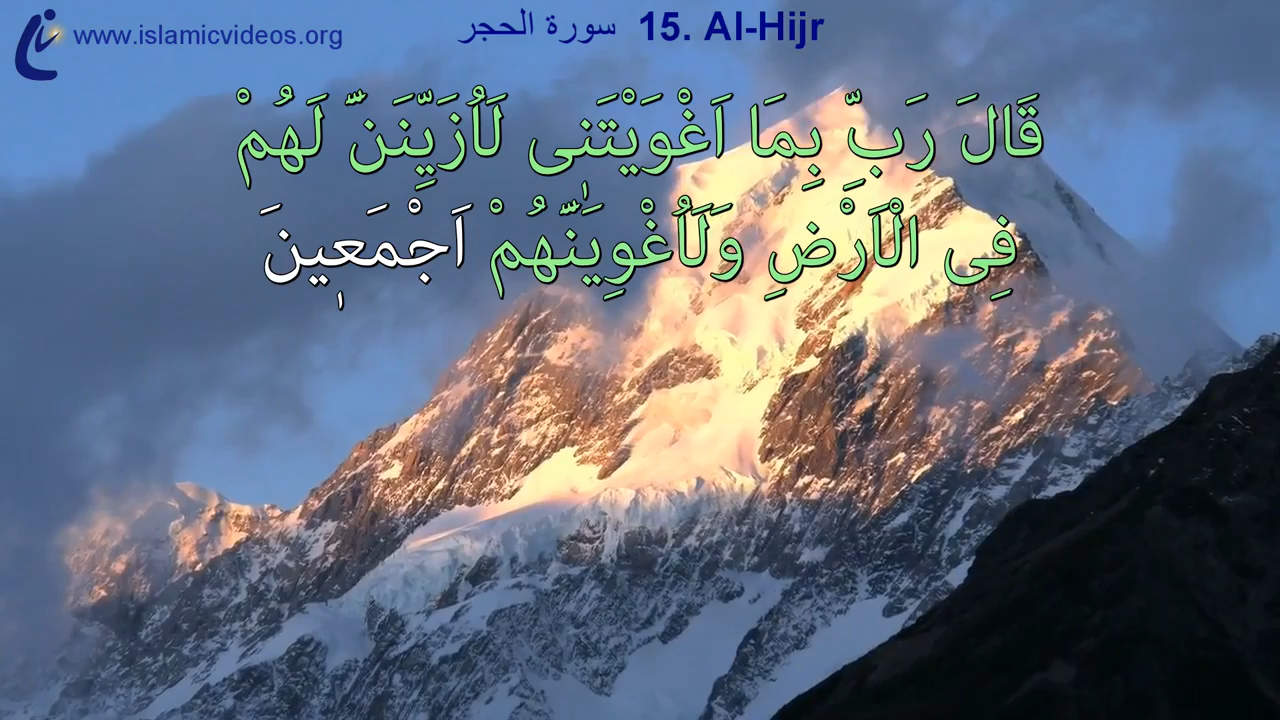 www.islamicvideos.org
سورة الحجر 15. Al-Hijr
قَالَ رَبِّ بِمَا اَغْوَيْتَنِى لَاُزَيِّنَنَّ لَهُمْ
فِى الْاَرْضِ وَلَاُغْوِيَنَّهُمْ اَجْمَعٖينَ